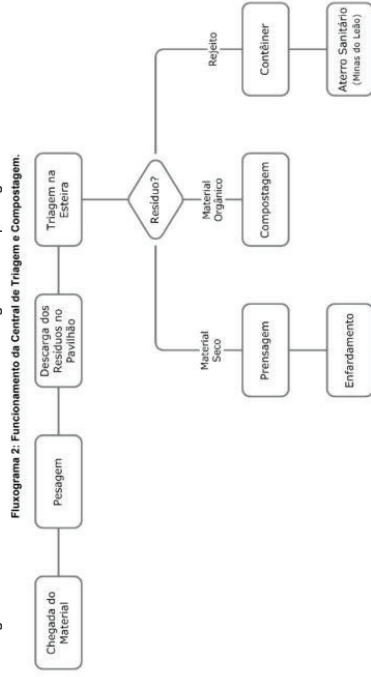 Fluxograma 2: Funcionamento da Central de Triagem e Compostagem.
Chegada do
Material
Pesagem
Descarga dos
Resíduos no
Pavilhão
Triagem na
Esteira
Resíduo?
Material
Seco
Material
Orgânico
Rejeito
Prensagem
Compostagem
Contêiner
Enfardamento
Aterro Sanitário
(Minas do Leão)